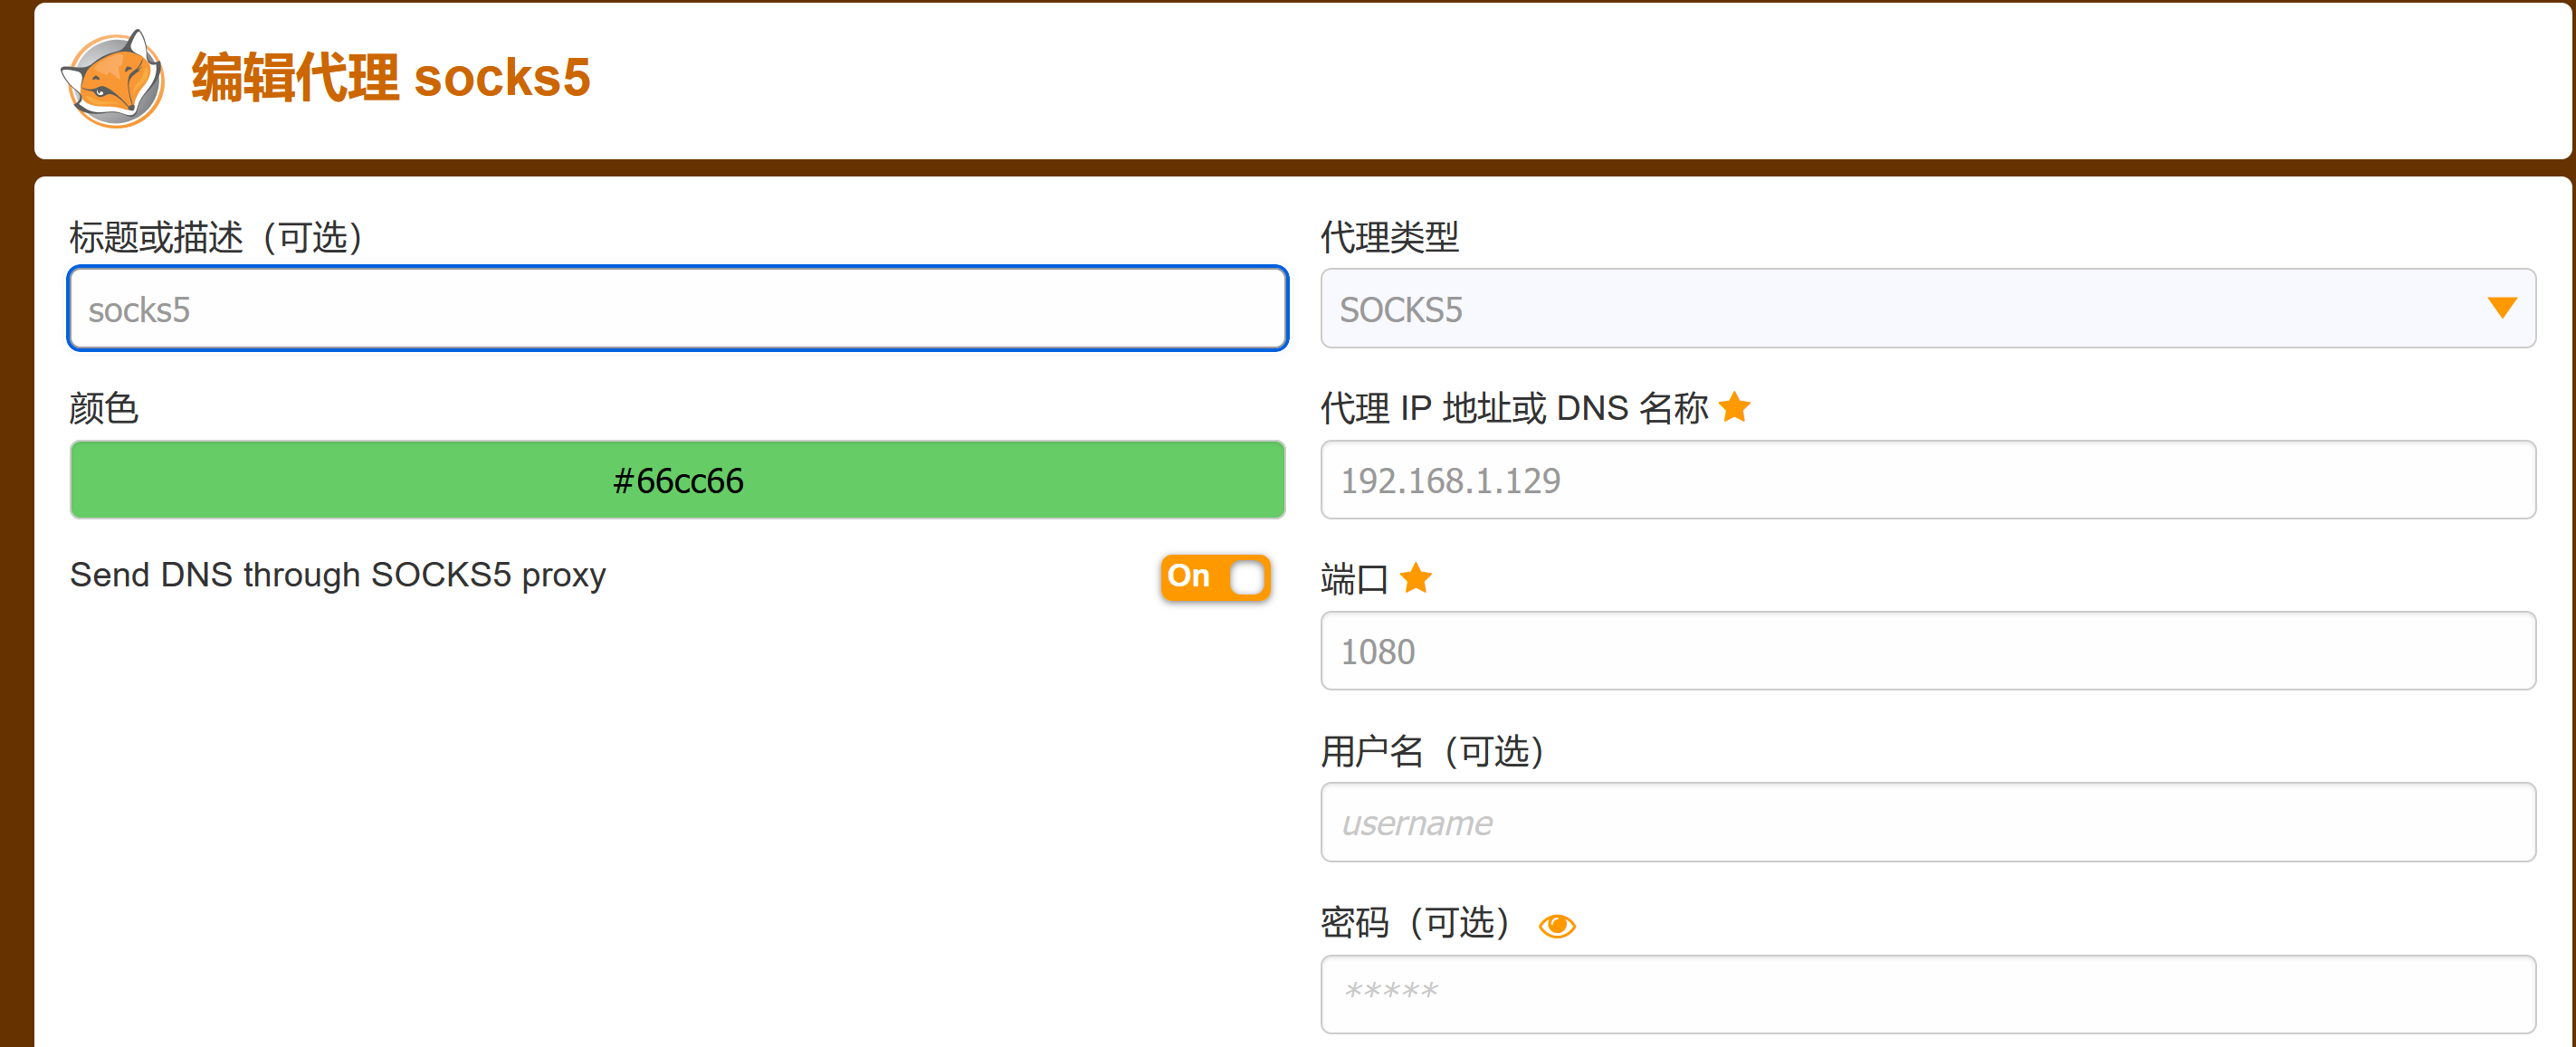 编辑代理 socks5
标题或描述（可选）
socks5
颜色
#66cc66
Send DNS through SOCKS5 proxy
On
代理类型
SOCKS5
代理 IP 地址或 DNS 名称
192.168.1.129
端口
1080
用户名（可选）
username
密码（可选）
*****